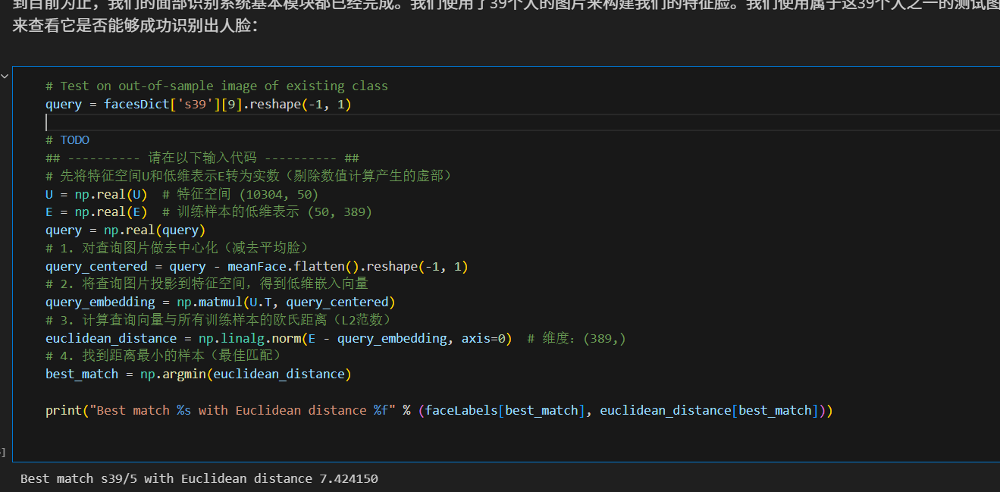 到目前为止，我们的面部识别系统基本模块都已经完成。我们使用了39个人的图片来构建我们的特征脸。我们使用属于这39个人之一的测试图
来查看它是否能够成功识别出人脸：
# Test on out-of-sample image of existing class
query = facesDict['s39'][9].reshape(-1, 1)
# TODO
## ---------- 请在以下输入代码 ---------- ##
# 先将特征空间U和低维表示E转为实数（剔除数值计算产生的虚部）
U = np.real(U)  # 特征空间 (10304, 50)
E = np.real(E)  # 训练样本的低维表示 (50, 389)
query = np.real(query)
# 1. 对查询图片做去中心化（减去平均脸）
query_centered = query - meanFace.flatten().reshape(-1, 1)
# 2. 将查询图片投影到特征空间，得到低维嵌入向量
query_embedding = np.matmul(U.T, query_centered)
# 3. 计算查询向量与所有训练样本的欧氏距离（L2范数）
euclidean_distance = np.linalg.norm(E - query_embedding, axis=0)  # 维度：(389,)
# 4. 找到距离最小的样本（最佳匹配）
best_match = np.argmin(euclidean_distance)
print("Best match %s with Euclidean distance %f" % (faceLabels[best_match], euclidean_distance[best_match]))
]
Best match s39/5 with Euclidean distance 7.424150